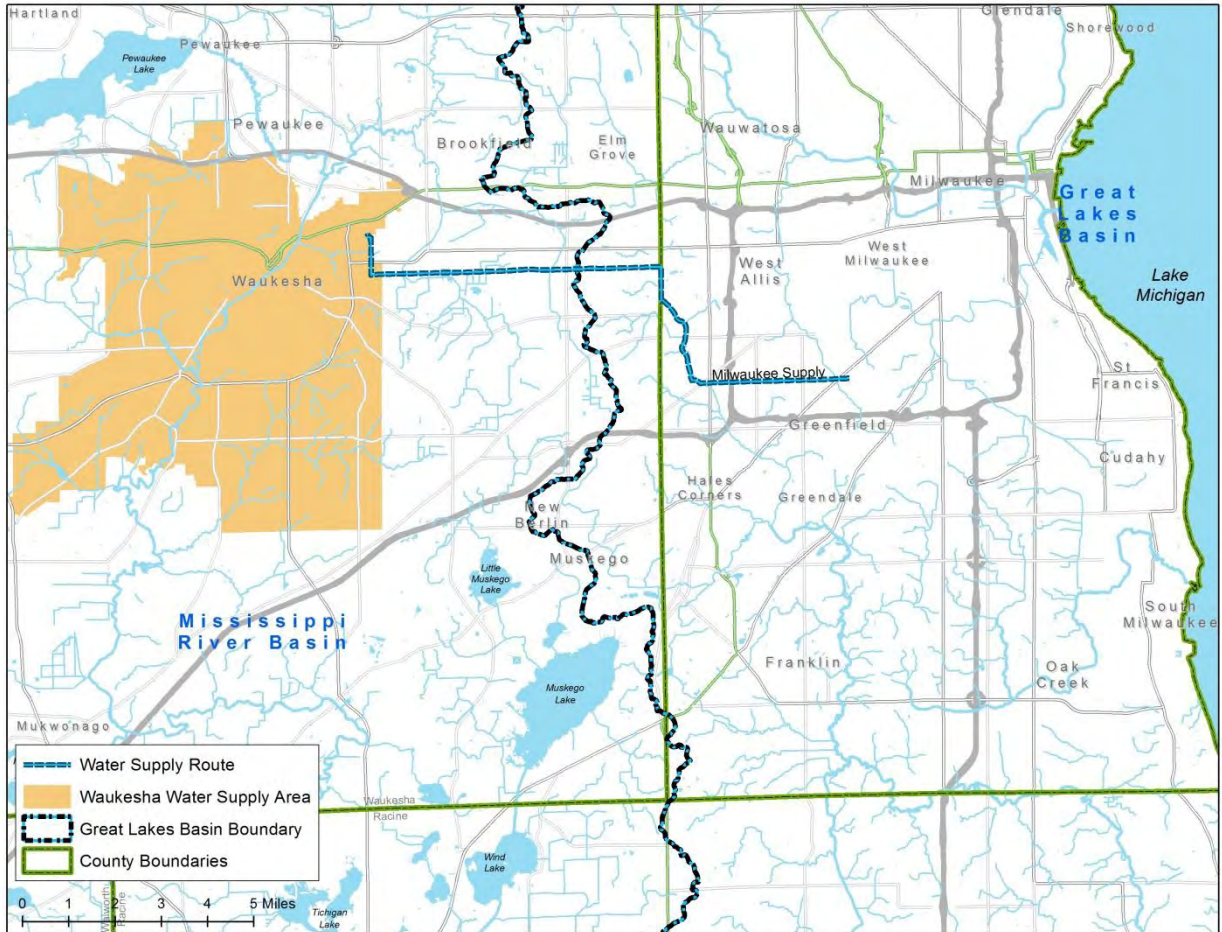 Hartland
Glendale
Shorewood
Pewaukee
Pewaukee
Lake
Pewaukee
Brookfield
Elm
Grove
Wauwatosa
Milwaukee
Great
Lakes
Basin
West
Milwaukee
West
Allis
Waukesha
Lake
Michigan
Milwaukee Supply
St
Francis
Greenfield
Cudahy
Hales
Corners
Greendale
New
Berlin
Muskego
Little
Muskego
Lake
Mississippi
River Basin
South
Milwaukee
Franklin
Oak
Creek
Muskego
Lake
Mukwonago
Water Supply Route
Waukesha Water Supply Area
Great Lakes Basin Boundary
County Boundaries
Waukesha
Racine
Wind
Lake
Walworth
Racine
Tichigan
Lake
0 1 2 3 4 5 Miles